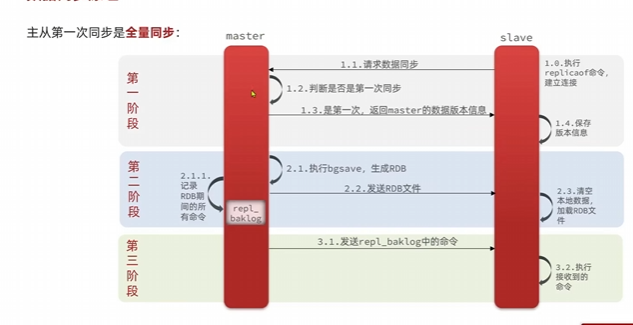 主从第一次同步是全量同步：
master
slave
第一阶段
1.0.执行
replicaof命令，
建立连接
1.1.请求数据同步
1.2.判断是否是第一次同步
1.3.是第一次，返回master的数据版本信息
1.4.保存
版本信息
第二阶段
2.1.执行bgsave，生成RDB
2.1.1.
记录
RDB期
间的所
有命令
repl_
baklog
2.2.发送RDB文件
2.3.清空
本地数据，
加载RDB文
件
第三阶段
3.1.发送repl_baklog中的命令
3.2.执行
接收到的
命令